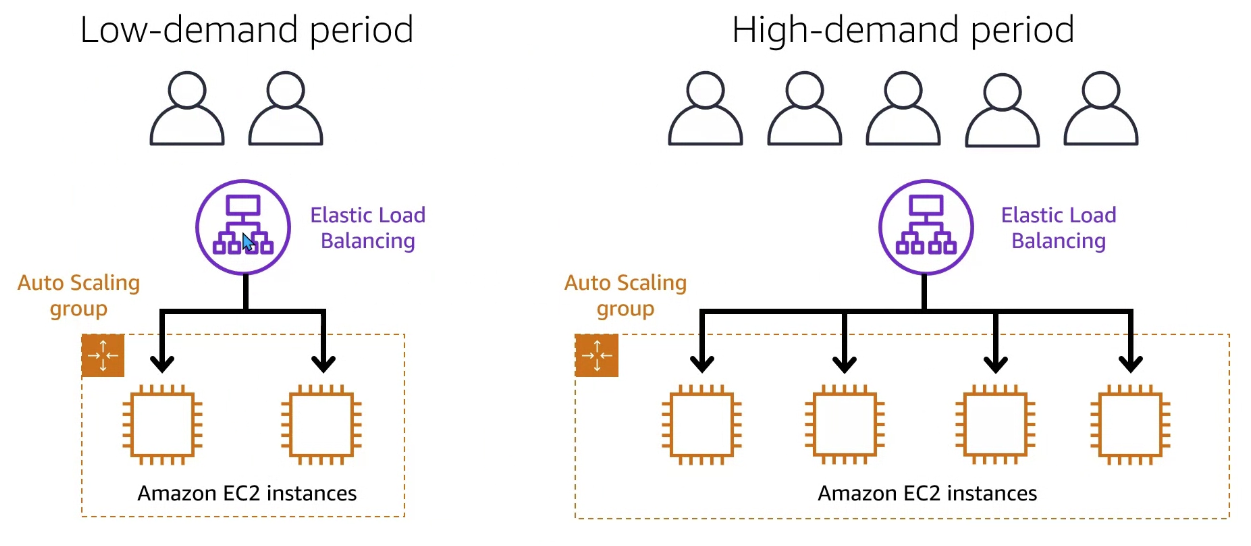 Low-demand period
High-demand period
Elastic Load
Balancing
Elastic Load
Balancing
Auto Scaling
group
Auto Scaling
group
Amazon EC2 instances
Amazon EC2 instances